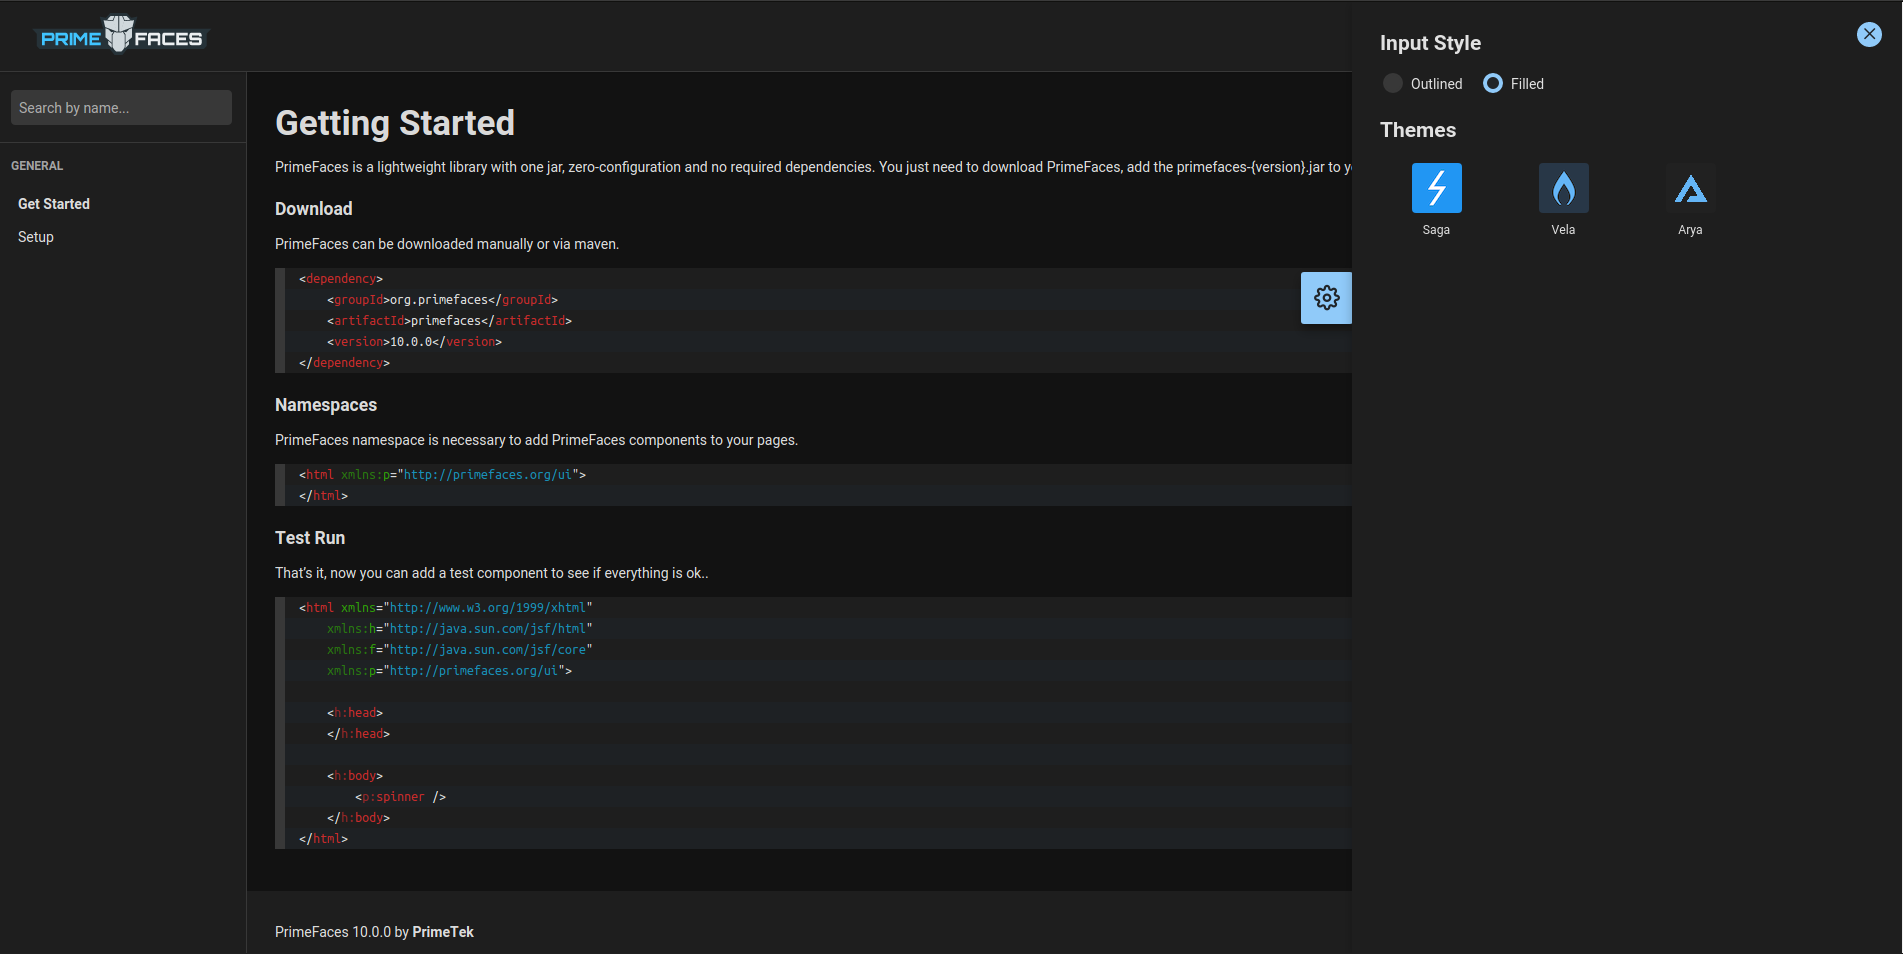 PRIME FACES
Search by name...
GENERAL
Get Started
Setup
Getting Started
PrimeFaces is a lightweight library with one jar, zero-configuration and no required dependencies. You just need to download PrimeFaces, add the primefaces-{version}.jar to y
Download
PrimeFaces can be downloaded manually or via maven.
<dependency>
    <groupId>org.primefaces</groupId>
    <artifactId>primefaces</artifactId>
    <version>10.0.0</version>
</dependency>
Namespaces
PrimeFaces namespace is necessary to add PrimeFaces components to your pages.
<html xmlns:p="http://primefaces.org/ui">
</html>
Test Run
That's it, now you can add a test component to see if everything is ok..
<html xmlns="http://www.w3.org/1999/xhtml"
    xmlns:h="http://java.sun.com/jsf/html"
    xmlns:f="http://java.sun.com/jsf/core"
    xmlns:p="http://primefaces.org/ui">
    <h:head>
    </h:head>
    <h:body>
        <p:spinner />
    </h:body>
</html>
PrimeFaces 10.0.0 by PrimeTek
Input Style
Outlined Filled
Themes
Saga Vela Arya